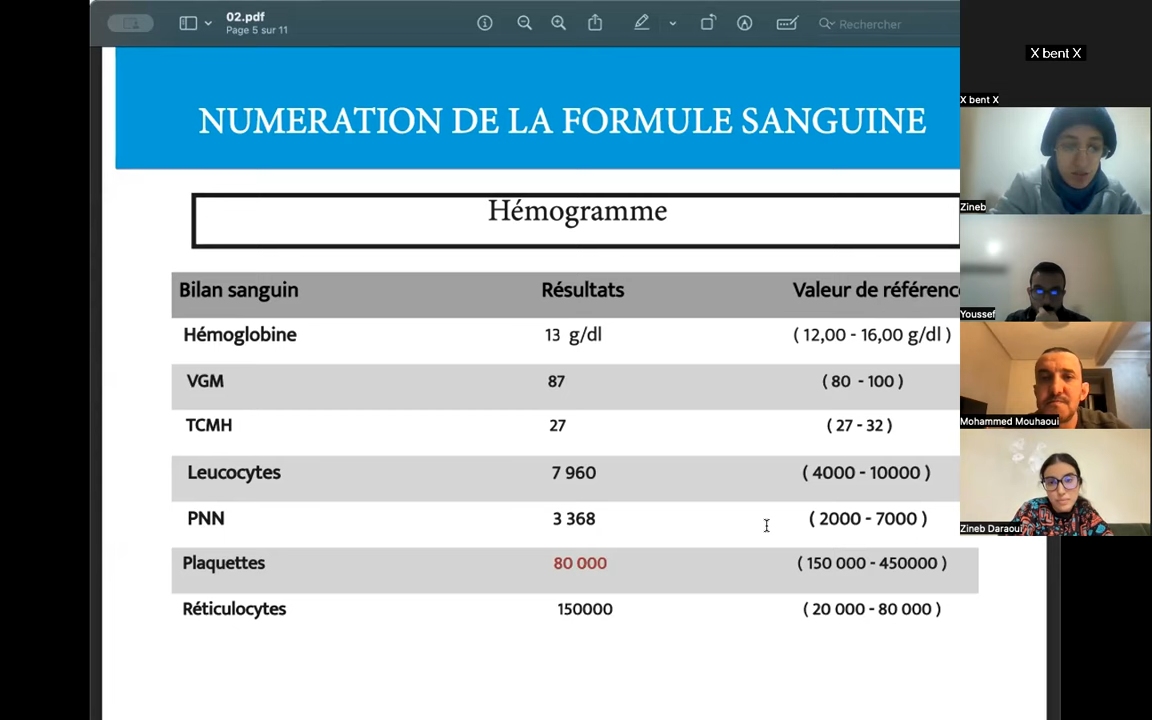 02.pdf
Page 5 sur 11
Rechercher
NUMERATION DE LA FORMULE SANGUINE
Hémogramme
Bilan sanguin Résultats Valeur de référenc
Hémoglobine 13 g/dl ( 12,00 - 16,00 g/dl )
VGM 87 ( 80 - 100 )
TCMH 27 ( 27 - 32 )
Leucocytes 7 960 ( 4000 - 10000 )
PNN 3 368 ( 2000 - 7000 )
Plaquettes 80 000 ( 150 000 - 450000 )
Réticulocytes 150000 ( 20 000 - 80 000 )
X bent X
X bent X
Zineb
Youssef
Mohammed Mouhaoui
Zineb Daraoui